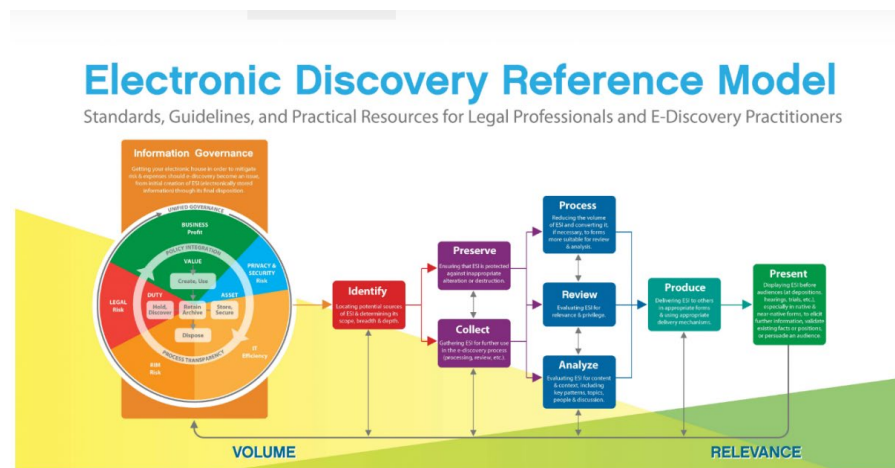 Electronic Discovery Reference Model
Standards, Guidelines, and Practical Resources for Legal Professionals and E-Discovery Practitioners
Information Governance
Getting your electronic house in order to mitigate
risk & expenses should e-discovery become an issue,
from initial creation of ESI (electronically stored
information) through its final disposition.
UNIFIED GOVERNANCE
BUSINESS
Profit
POLICY INTEGRATION
VALUE
Create, Use
PRIVACY &
SECURITY
Risk
LEGAL
Risk
DUTY
ASSET
Hold,
Discover
Retain
Archive
Store,
Secure
Dispose
PROCESS TRANSPARENCY
RIM
Risk
IT
Efficiency
Identify
Locating potential sources
of ESI & determining its
scope, breadth & depth.
Preserve
Ensuring that ESI is protected
against inappropriate
alteration or destruction.
Collect
Gathering ESI for further use
in the e-discovery process
(processing, review, etc.).
Process
Reducing the volume
of ESI and converting it,
if necessary, to forms
more suitable for review
& analysis.
Review
Evaluating ESI for
relevance & privilege.
Analyze
Evaluating ESI for content
& context, including
key patterns, topics,
people & discussion.
Produce
Delivering ESI to others
in appropriate forms
& using appropriate
delivery mechanisms.
Present
Displaying ESI before
audiences (at depositions,
hearings, trials, etc.),
especially in native &
near-native forms, to elicit
further information, validate
existing facts or positions,
or persuade an audience.
VOLUME
RELEVANCE